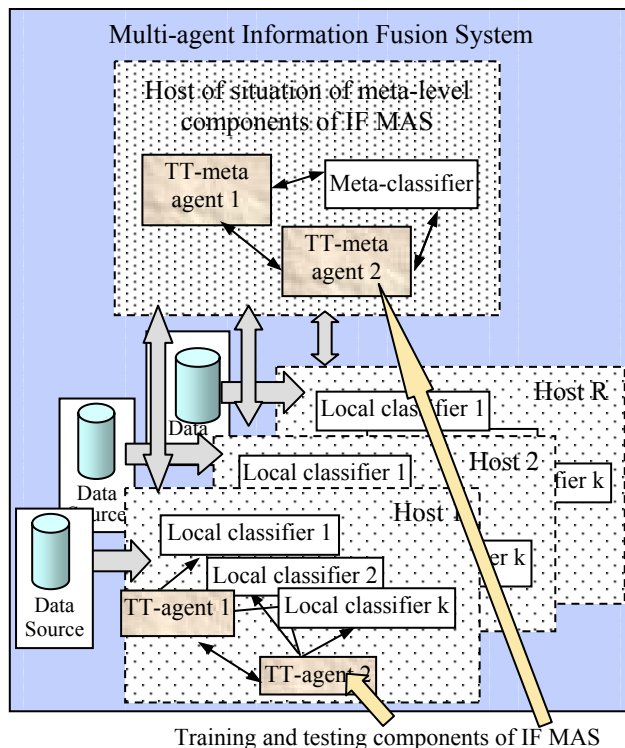 Multi-agent Information Fusion System
Host of situation of meta-level
components of IF MAS
TT-meta
agent 1
Meta-classifier
TT-meta
agent 2
Data
Host R
Local classifier 1
Host 2
Local classifier 1
Data
Host 1
Local classifier 1
Local classifier 2
Local classifier k
TT-agent 1
TT-agent 2
Data
Source
Training and testing components of IF MAS